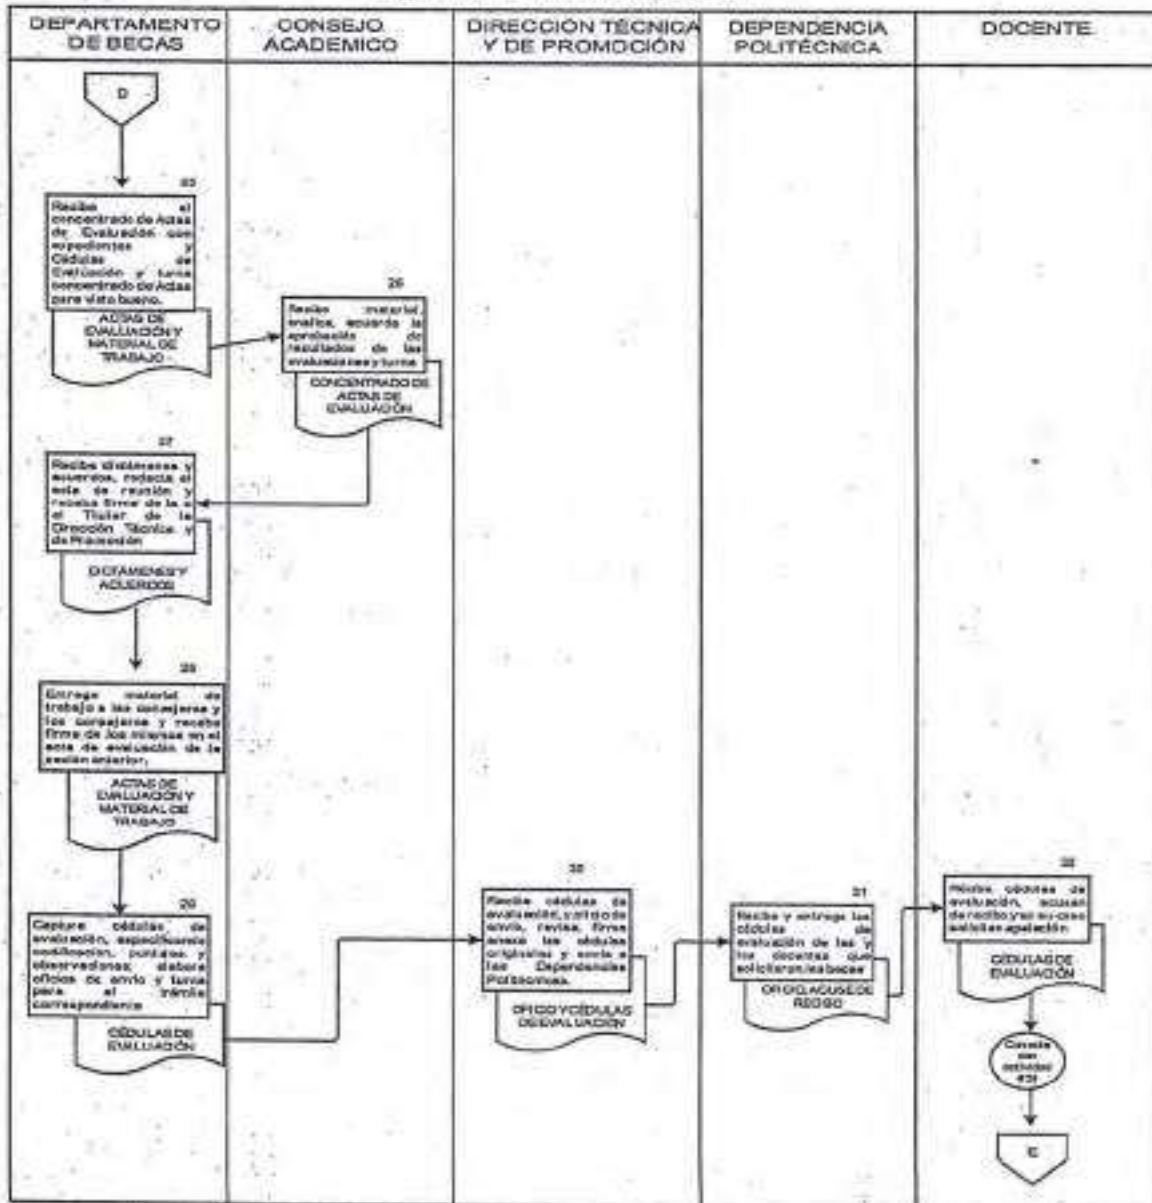 DEPARTAMENTO
DE BECAS
CONSEJO
ACADEMICO
DIRECCIÓN TÉCNICA
Y DE PROMOCIÓN
DEPENDENCIA
POLITÉCNICA
DOCENTE
D
Recibe el
concentrado de Actas
de Evaluación con
expedientes y
Cédulas de
Evaluación y turna
concentrado de Actas
para visto bueno.
ACTAS DE
EVALUACIÓN Y
MATERIAL DE
TRABAJO
26
Recibe material,
analiza, acuerda la
aprobación de
resultados de las
evaluaciones y turna
CONCENTRADO DE
ACTAS DE
EVALUACIÓN
27
Recibe dictámenes y
acuerdos, redacta el
acta de reunión y
recaba firma de la o
el Titular de la
Dirección Técnica y
de Promoción
DICTÁMENES Y
ACUERDOS
Entrega material de
trabajo a las consejeras y
los consejeros y recaba
firma de los mismos en el
acta de evaluación de la
sesión anterior.
ACTAS DE
EVALUACIÓN Y
MATERIAL DE
TRABAJO
Captura cédulas de
evaluación, especificando
codificación, puntajes y
observaciones; elabora
oficios de envío y turna
para el trámite
correspondiente
CÉDULAS DE
EVALUACIÓN
30
Recibe cédulas de
evaluación, y oficio de
envío, revisa, firma
anexa las cédulas
originales y envía a
las Dependencias
Politécnicas.
OFICIO Y CÉDULAS
DE EVALUACIÓN
31
Recibe y entrega las
cédulas de
evaluación de las y
los docentes que
solicitaron las becas
OFICIO, ACUSE DE
RECIBO
32
Recibe cédulas de
evaluación, acusan
de recibo y en su caso
solicitan apelación
CÉDULAS DE
EVALUACIÓN
Conecta
con
actividad
E